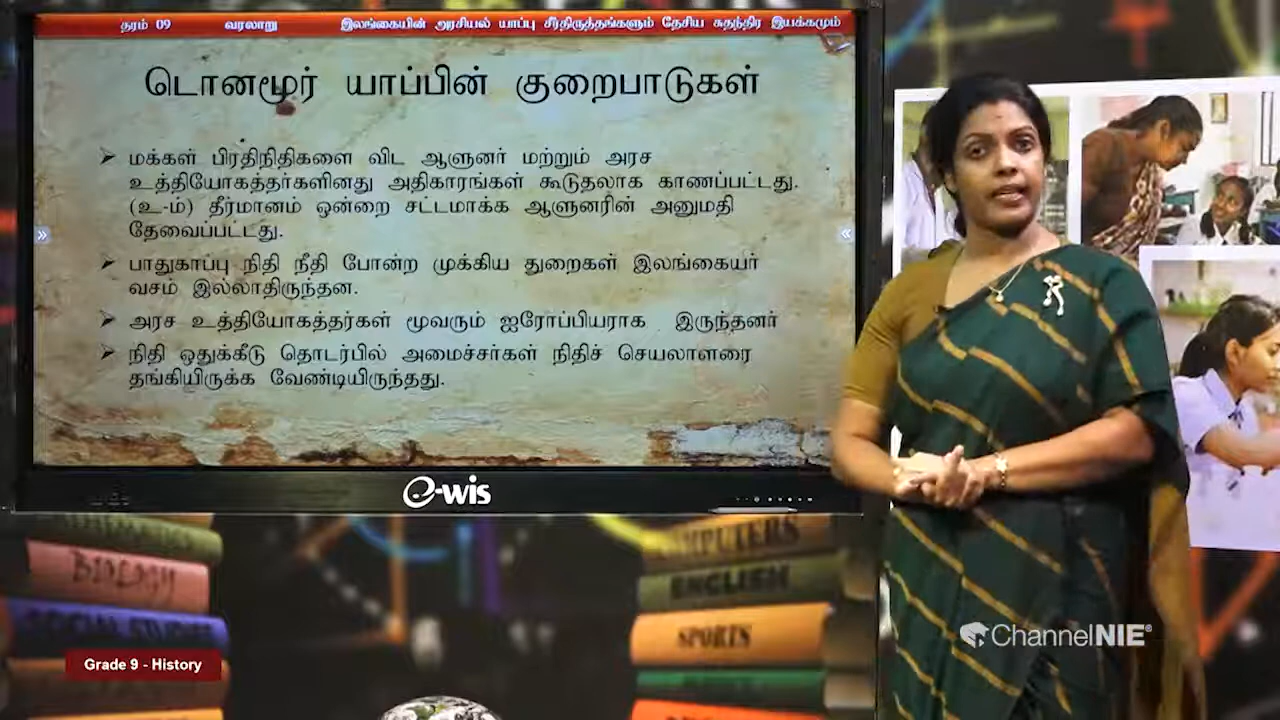 தரம் 09 வரலாறு இலங்கையின் அரசியல் யாப்பு சீர்திருத்தங்களும் தேசிய சுதந்திர இயக்கமும்
டொனமூர் யாப்பின் குறைபாடுகள்
➤ மக்கள் பிரதிநிதிகளை விட ஆளுனர் மற்றும் அரச
உத்தியோகத்தர்களினது அதிகாரங்கள் கூடுதலாக காணப்பட்டது.
(உ-ம்) தீர்மானம் ஒன்றை சட்டமாக்க ஆளுனரின் அனுமதி
தேவைப்பட்டது.
➤ பாதுகாப்பு நிதி நீதி போன்ற முக்கிய துறைகள் இலங்கையர்
வசம் இல்லாதிருந்தன.
➤ அரச உத்தியோகத்தர்கள் மூவரும் ஐரோப்பியராக இருந்தனர்
➤ நிதி ஒதுக்கீடு தொடர்பில் அமைச்சர்கள் நிதிச் செயலாளரை
தங்கியிருக்க வேண்டியிருந்தது.
e-wis
BIOLOGY
SOCIAL STUDIES
COMPUTERS
ENGLISH
SPORTS
ChannelNIE®
Grade 9 - History